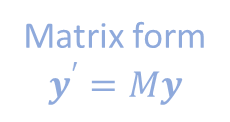 Matrix form
y' = My